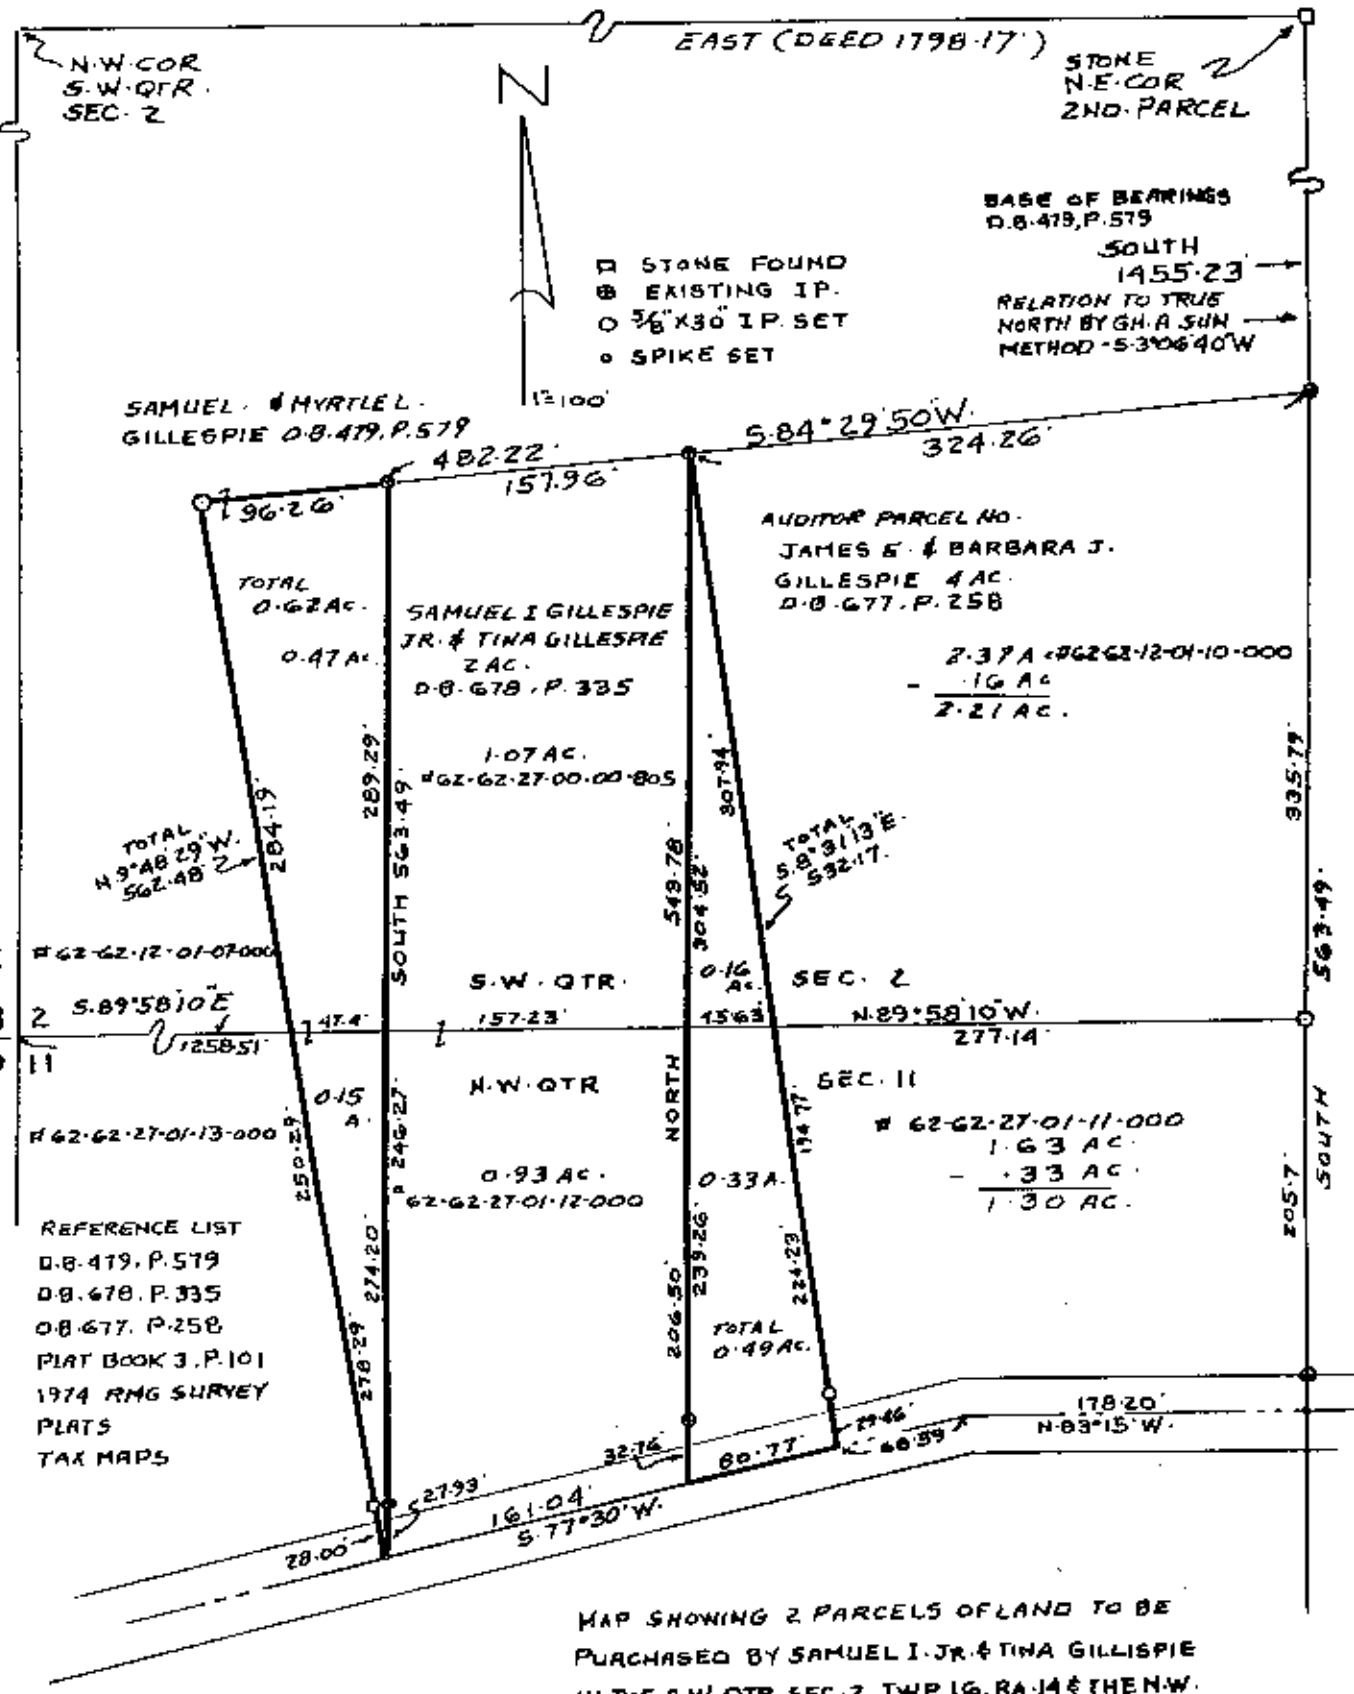 EAST (DEED 1798.17')
N.W.COR
S.W.QTR.
SEC. 2
STONE
N.E.COR
2ND.PARCEL
N
BASE OF BEARINGS
D.B.479,P.579
SOUTH
1455.23'
RELATION TO TRUE
NORTH BY GH.A SUN
METHOD - S.3°06'40"W
STONE FOUND
EXISTING I.P.
5/8"X30" I.P. SET
SPIKE SET
1"=100'
SAMUEL. & MYRTLE L.
GILLESPIE D.B.479,P.579
482.22'
S.84°29'50"W.
324.26'
157.96'
96.26'
AUDITOR PARCEL NO.
JAMES E. & BARBARA J.
GILLESPIE 4 AC.
D.B.677,P.258
TOTAL
0.62 AC.
0.47 AC.
SAMUEL I GILLESPIE
JR. & TINA GILLESPIE
2 AC.
D.B.678,P.335
2.37 A #62-62-12-01-10-000
- .16 AC
2.21 AC.
1.07 AC.
#62-62-27-00-00-805
289.29'
SOUTH 563.49'
284.19'
307.94'
335.79'
TOTAL
N.9°48'29"W.
562.48'
TOTAL
S.8°31'13"E.
532.17'
549.78'
304.52'
563.49'
#62-62-12-01-07-000
S.W. QTR.
0.16
AC.
SEC. 2
S.89°58'10"E
2
47.4'
157.23'
45.63'
N.89°58'10"W.
277.14'
1258.51'
11
N.W. QTR
SEC. 11
0.15
A.
#62-62-27-01-13-000
250.29'
246.27'
NORTH
194.77'
# 62-62-27-01-11-000
1.63 AC.
- .33 AC.
1.30 AC.
SOUTH
205.7'
0.93 AC.
62-62-27-01-12-000
0.33A.
REFERENCE LIST
D.B.479,P.579
D.B.678,P.335
D.B.677,P.258
PLAT BOOK 3,P.101
1974 RMG SURVEY
PLATS
TAX MAPS
274.20'
278.29'
206.50'
239.26'
224.23
TOTAL
0.49 AC.
178.20'
N.83°15'W.
29.46'
68.59
32.76'
80.77'
27.93'
161.04'
S.77°30'W.
28.00'
MAP SHOWING 2 PARCELS OF LAND TO BE
PURCHASED BY SAMUEL I. JR. & TINA GILLISPIE
IN THE S.W. QTR. SEC. 2, TWP 16, RA.14 & THE N.W.